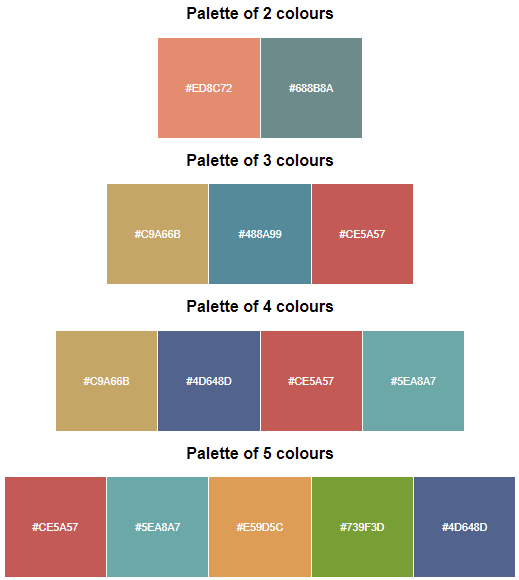 Palette of 2 colours
#ED8C72 #688B8A
Palette of 3 colours
#C9A66B #488A99 #CE5A57
Palette of 4 colours
#C9A66B #4D648D #CE5A57 #5EA8A7
Palette of 5 colours
#CE5A57 #5EA8A7 #E59D5C #739F3D #4D648D